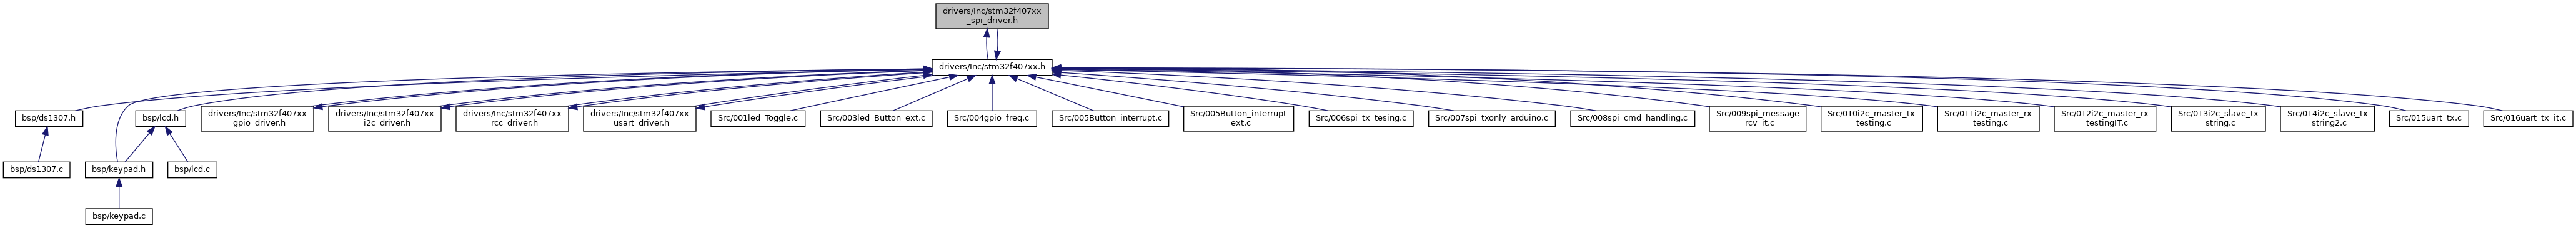 drivers/Inc/stm32f407xx
_spi_driver.h
drivers/Inc/stm32f407xx.h
bsp/ds1307.h
bsp/lcd.h
drivers/Inc/stm32f407xx
_gpio_driver.h
drivers/Inc/stm32f407xx
_i2c_driver.h
drivers/Inc/stm32f407xx
_rcc_driver.h
drivers/Inc/stm32f407xx
_usart_driver.h
Src/001led_Toggle.c
Src/003led_Button_ext.c
Src/004gpio_freq.c
Src/005Button_interrupt.c
Src/005Button_interrupt
_ext.c
Src/006spi_tx_tesing.c
Src/007spi_txonly_arduino.c
Src/008spi_cmd_handling.c
Src/009spi_message
_rcv_it.c
Src/010i2c_master_tx
_testing.c
Src/011i2c_master_rx
_testing.c
Src/012i2c_master_rx
_testingIT.c
Src/013i2c_slave_tx
_string.c
Src/014i2c_slave_tx
_string2.c
Src/015uart_tx.c
Src/016uart_tx_it.c
bsp/ds1307.c
bsp/keypad.h
bsp/lcd.c
bsp/keypad.c